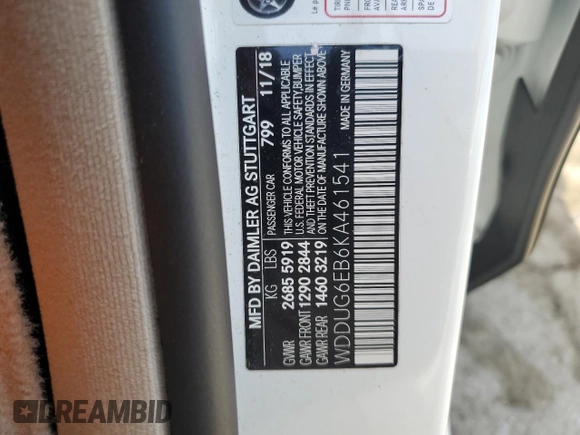 MFD BY DAIMLER AG STUTTGART
PASSENGER CAR 799 11/18
KG LBS
GVWR 2685 5919
GAWR FRONT 1290 2844
GAWR REAR 1460 3219
THIS VEHICLE CONFORMS TO ALL APPLICABLE
U.S. FEDERAL MOTOR VEHICLE SAFETY, BUMPER
AND THEFT PREVENTION STANDARDS IN EFFECT
ON THE DATE OF MANUFACTURE SHOWN ABOVE
WDDUG6EB6KA461541
MADE IN GERMANY
DREAMBID